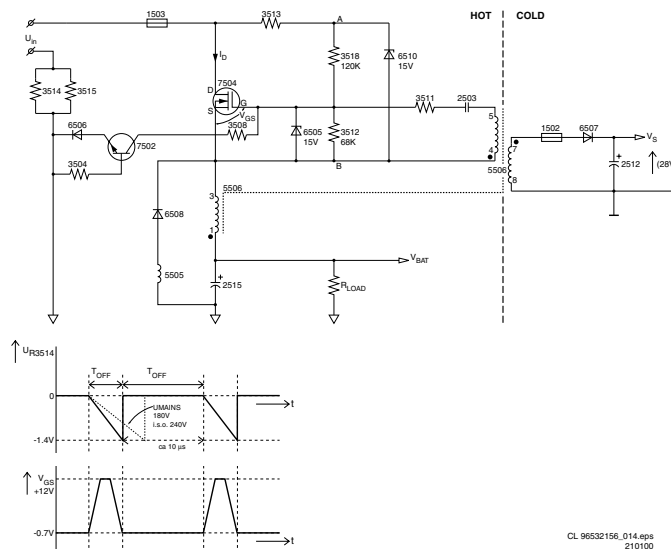 1503
3513
A
HOT
COLD
U in
I D
3518
120K
6510
15V
3514
3515
D
7504
G
S
V GS
3511
2503
5
4
6506
7502
3508
6505
15V
3512
68K
B
3504
1502
6507
V S
7
5506
8
2512
(28V
+
6508
5506
3
1
5505
+
2515
V BAT
R LOAD
U R3514
T OFF
T OFF
0
UMAINS
180V
i.s.o. 240V
t
-1.4V
ca 10 µs
V GS
+12V
-0.7V
t
CL 96532156_014.eps
210100